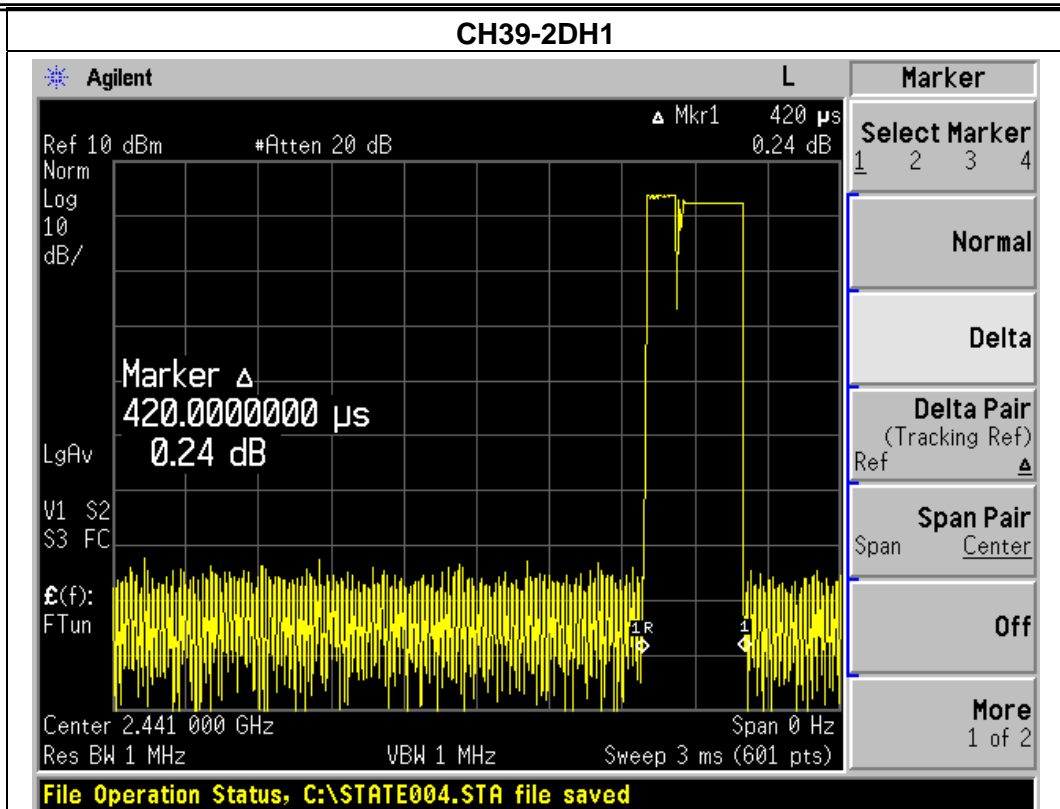 CH39-2DH1
Agilent L Marker
Δ Mkr1 420 µs
Ref 10 dBm #Atten 20 dB 0.24 dB
Norm
Log
10
dB/
Marker Δ
420.0000000 µs
0.24 dB
LgAv
V1 S2
S3 FC
£(f):
FTun
1R
1
Center 2.441 000 GHz Span 0 Hz
Res BW 1 MHz VBW 1 MHz Sweep 3 ms (601 pts)
File Operation Status, C:\STATE004.STA file saved
Select Marker
1 2 3 4
Normal
Delta
Delta Pair
(Tracking Ref)
Ref Δ
Span Pair
Span Center
Off
More
1 of 2